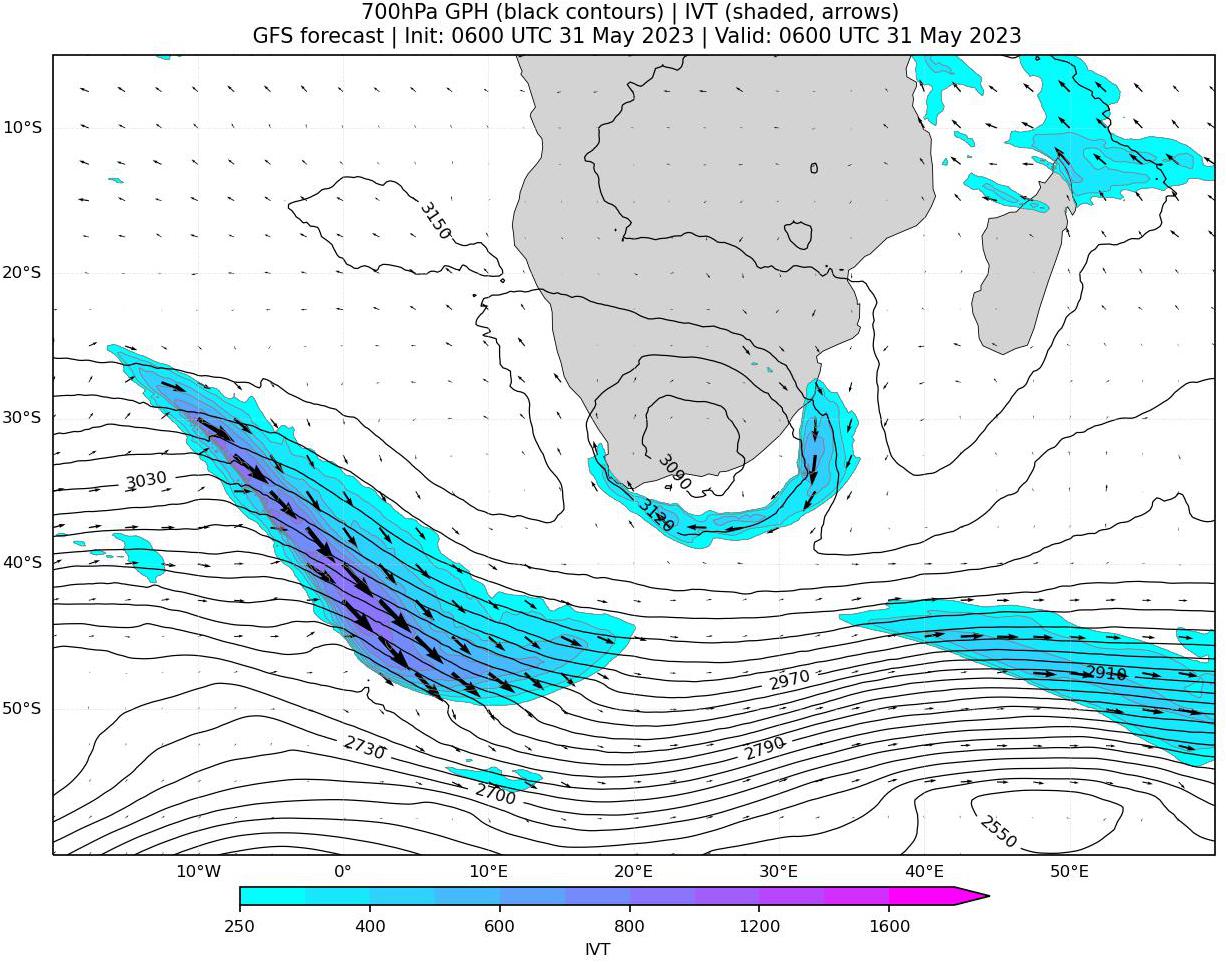 700hPa GPH (black contours) | IVT (shaded, arrows)
GFS forecast | Init: 0600 UTC 31 May 2023 | Valid: 0600 UTC 31 May 2023
10°S
3150
20°S
30°S
3090
3030
3120
40°S
2910
2970
50°S
2730
2790
2700
2550
10°W 0° 10°E 20°E 30°E 40°E 50°E
250 400 600 800 1200 1600
IVT